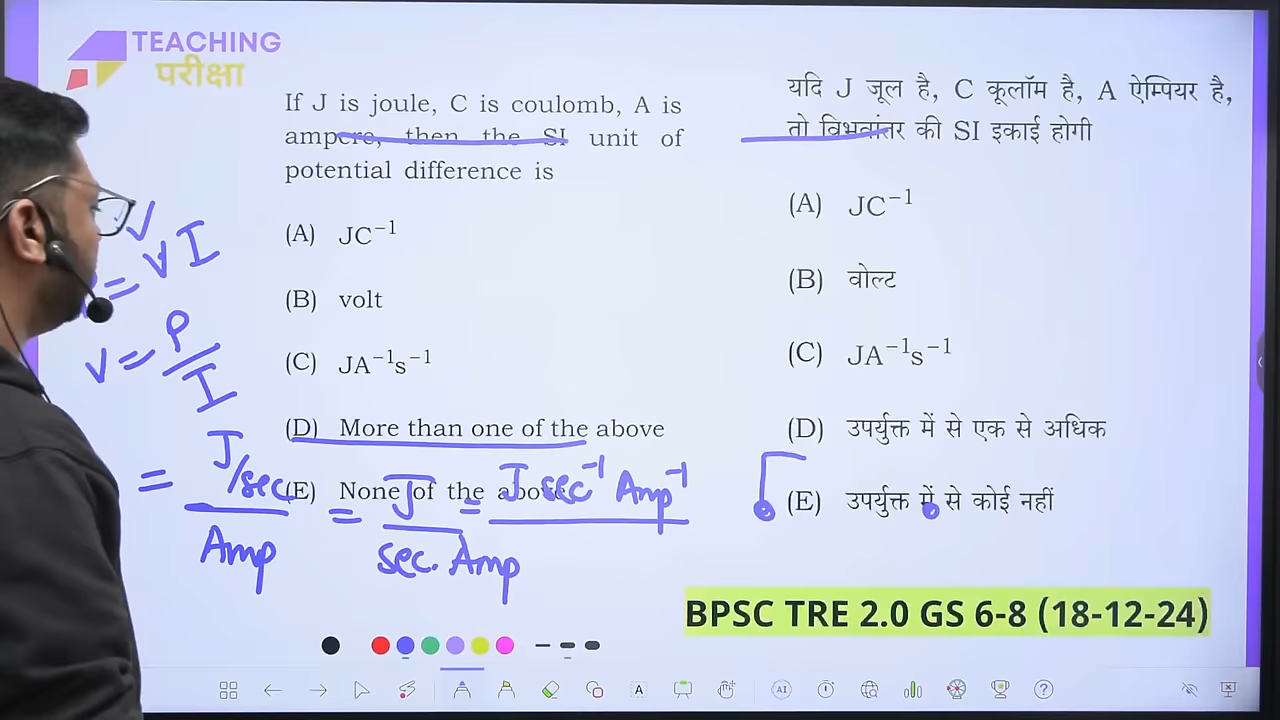 TEACHING
परीक्षा
If J is joule, C is coulomb, A is
ampere, then the SI unit of
potential difference is
(A) JC⁻¹
(B) volt
(C) JA⁻¹s⁻¹
(D) More than one of the above
(E) None of the above
यदि J जूल है, C कूलॉम है, A ऐम्पियर है,
तो विभवांतर की SI इकाई होगी
(A) JC⁻¹
(B) वोल्ट
(C) JA⁻¹s⁻¹
(D) उपर्युक्त में से एक से अधिक
(E) उपर्युक्त में से कोई नहीं
V
= VI
V = P/I
= J/sec / Amp = J / sec. Amp = J sec⁻¹ Amp⁻¹
BPSC TRE 2.0 GS 6-8 (18-12-24)
A
AI
?